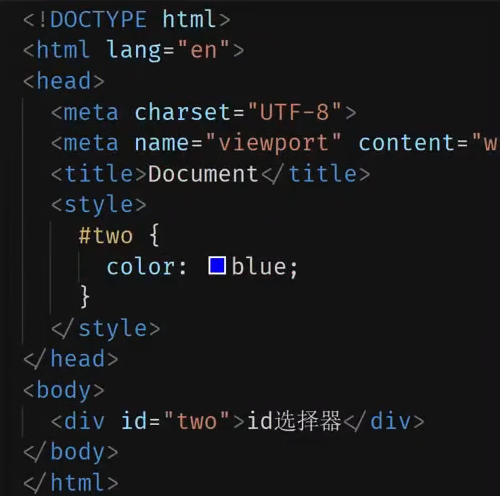 <!DOCTYPE html>
<html lang="en">
<head>
<meta charset="UTF-8">
<meta name="viewport" content="w
<title>Document</title>
<style>
#two {
color: blue;
}
</style>
</head>
<body>
<div id="two">id选择器</div>
</body>
</html>